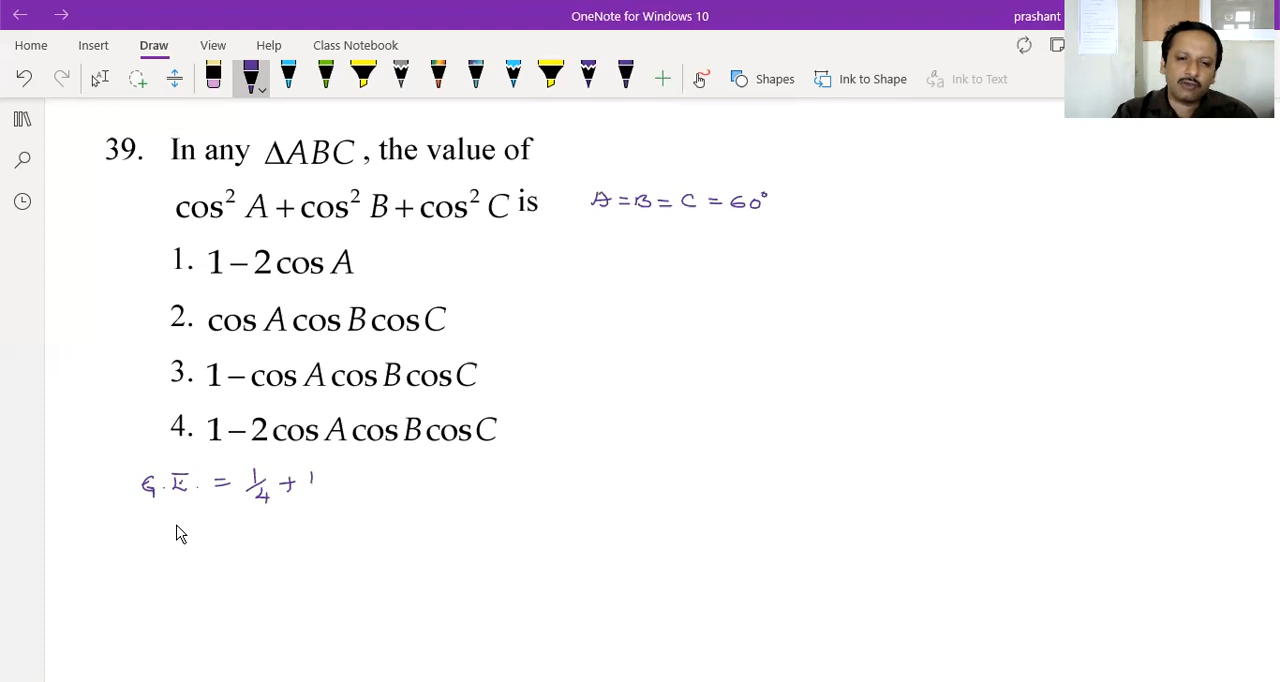 OneNote for Windows 10
prashant
Home Insert Draw View Help Class Notebook
Shapes Ink to Shape Ink to Text
39. In any ΔABC, the value of
cos² A + cos² B + cos² C is
A = B = C = 60°
1. 1 − 2 cos A
2. cos A cos B cos C
3. 1 − cos A cos B cos C
4. 1 − 2 cos A cos B cos C
G.E. = 1/4 + 1